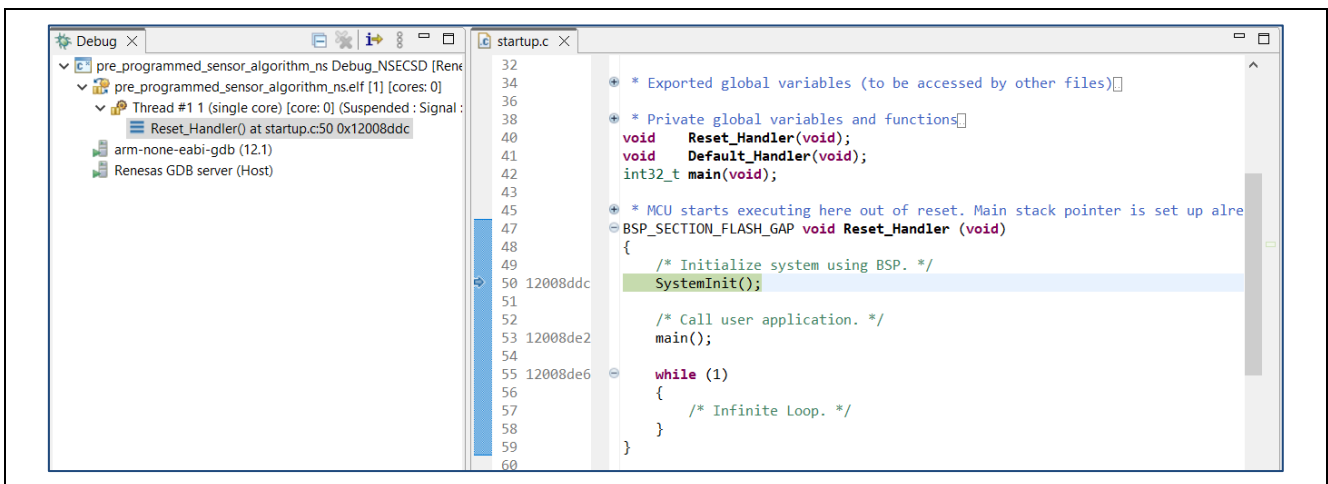 Debug
pre_programmed_sensor_algorithm_ns Debug_NSECSD [Rene
pre_programmed_sensor_algorithm_ns.elf [1] [cores: 0]
Thread #1 1 (single core) [core: 0] (Suspended : Signal :
Reset_Handler() at startup.c:50 0x12008ddc
arm-none-eabi-gdb (12.1)
Renesas GDB server (Host)
startup.c
32
34 * Exported global variables (to be accessed by other files)
36
38 * Private global variables and functions
40 void Reset_Handler(void);
41 void Default_Handler(void);
42 int32_t main(void);
43
45 * MCU starts executing here out of reset. Main stack pointer is set up alre
47 BSP_SECTION_FLASH_GAP void Reset_Handler (void)
48 {
49 /* Initialize system using BSP. */
50 12008ddc SystemInit();
51
52 /* Call user application. */
53 12008de2 main();
54
55 12008de6 while (1)
56 {
57 /* Infinite Loop. */
58 }
59 }
60